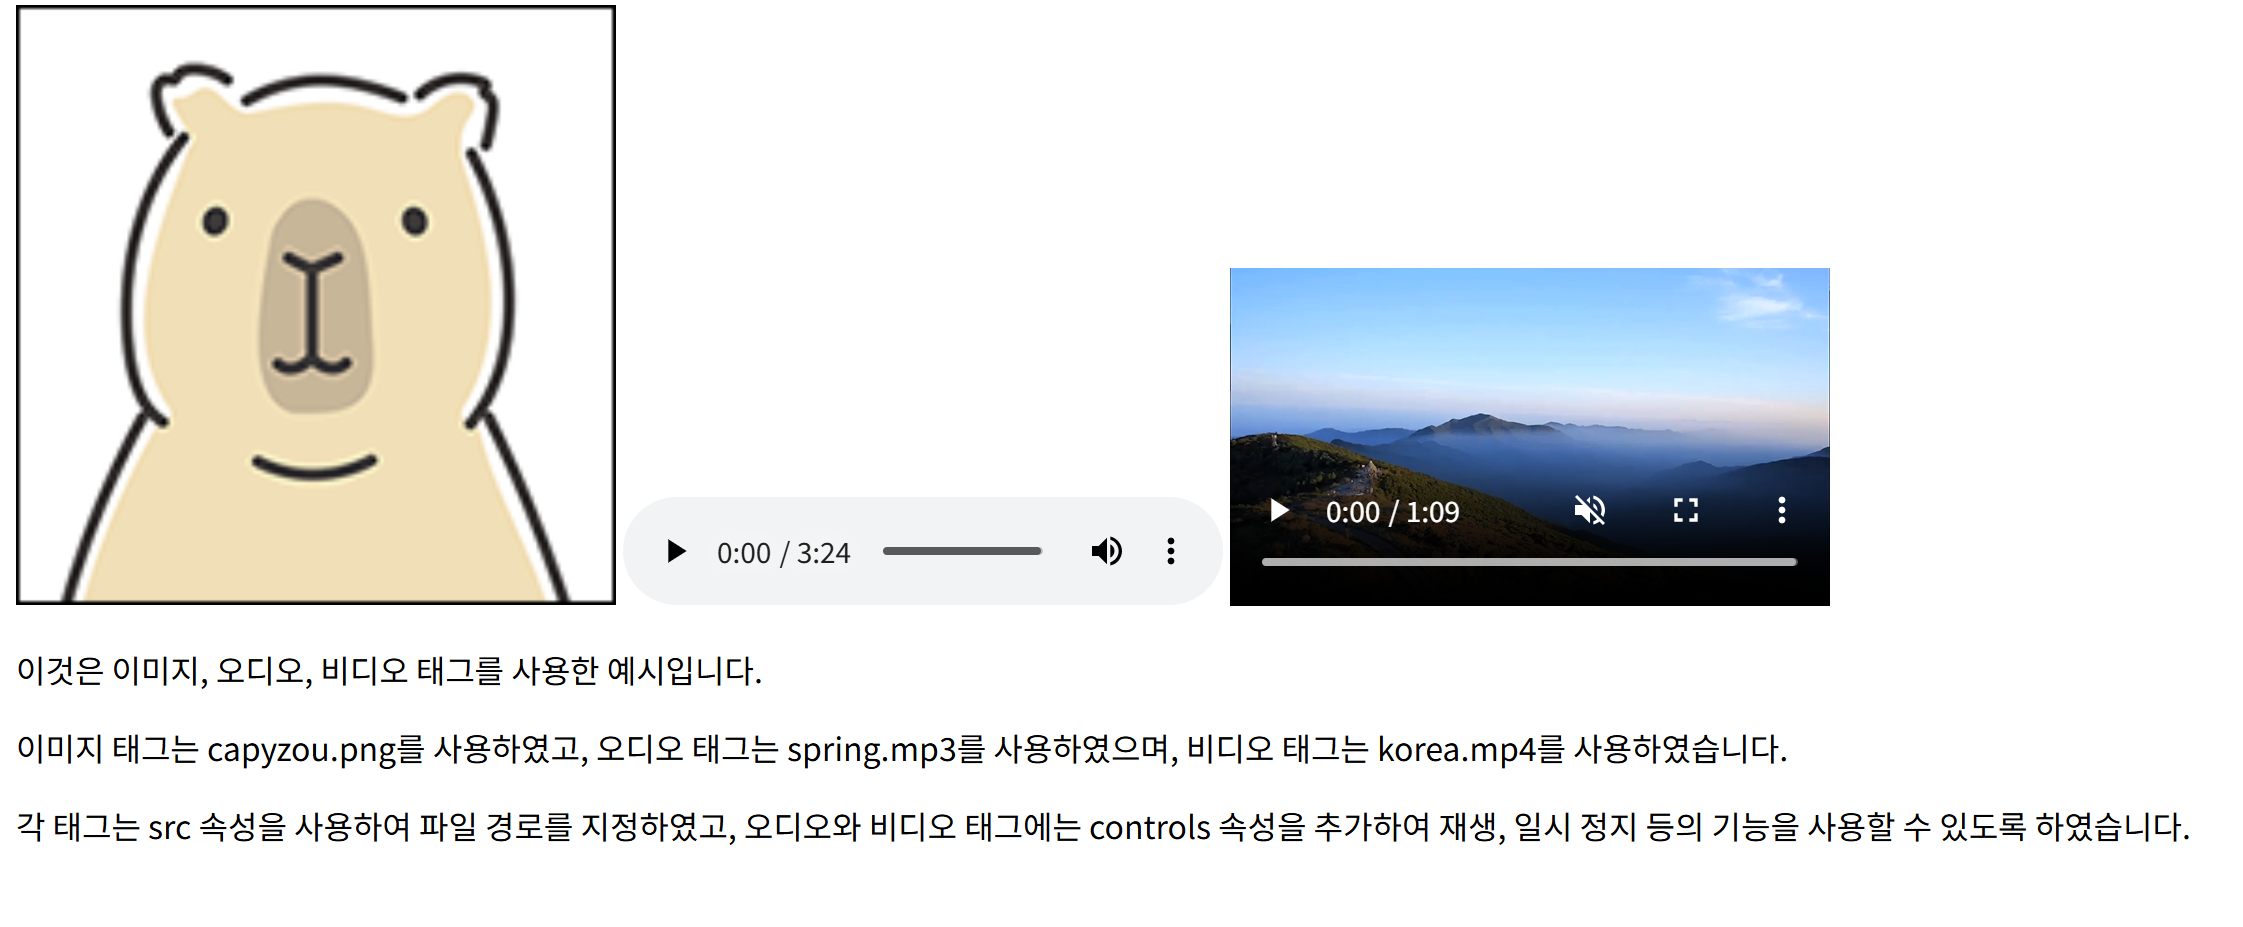 0:00 / 3:24
0:00 / 1:09
이것은 이미지, 오디오, 비디오 태그를 사용한 예시입니다.
이미지 태그는 capyzou.png를 사용하였고, 오디오 태그는 spring.mp3를 사용하였으며, 비디오 태그는 korea.mp4를 사용하였습니다.
각 태그는 src 속성을 사용하여 파일 경로를 지정하였고, 오디오와 비디오 태그에는 controls 속성을 추가하여 재생, 일시 정지 등의 기능을 사용할 수 있도록 하였습니다.